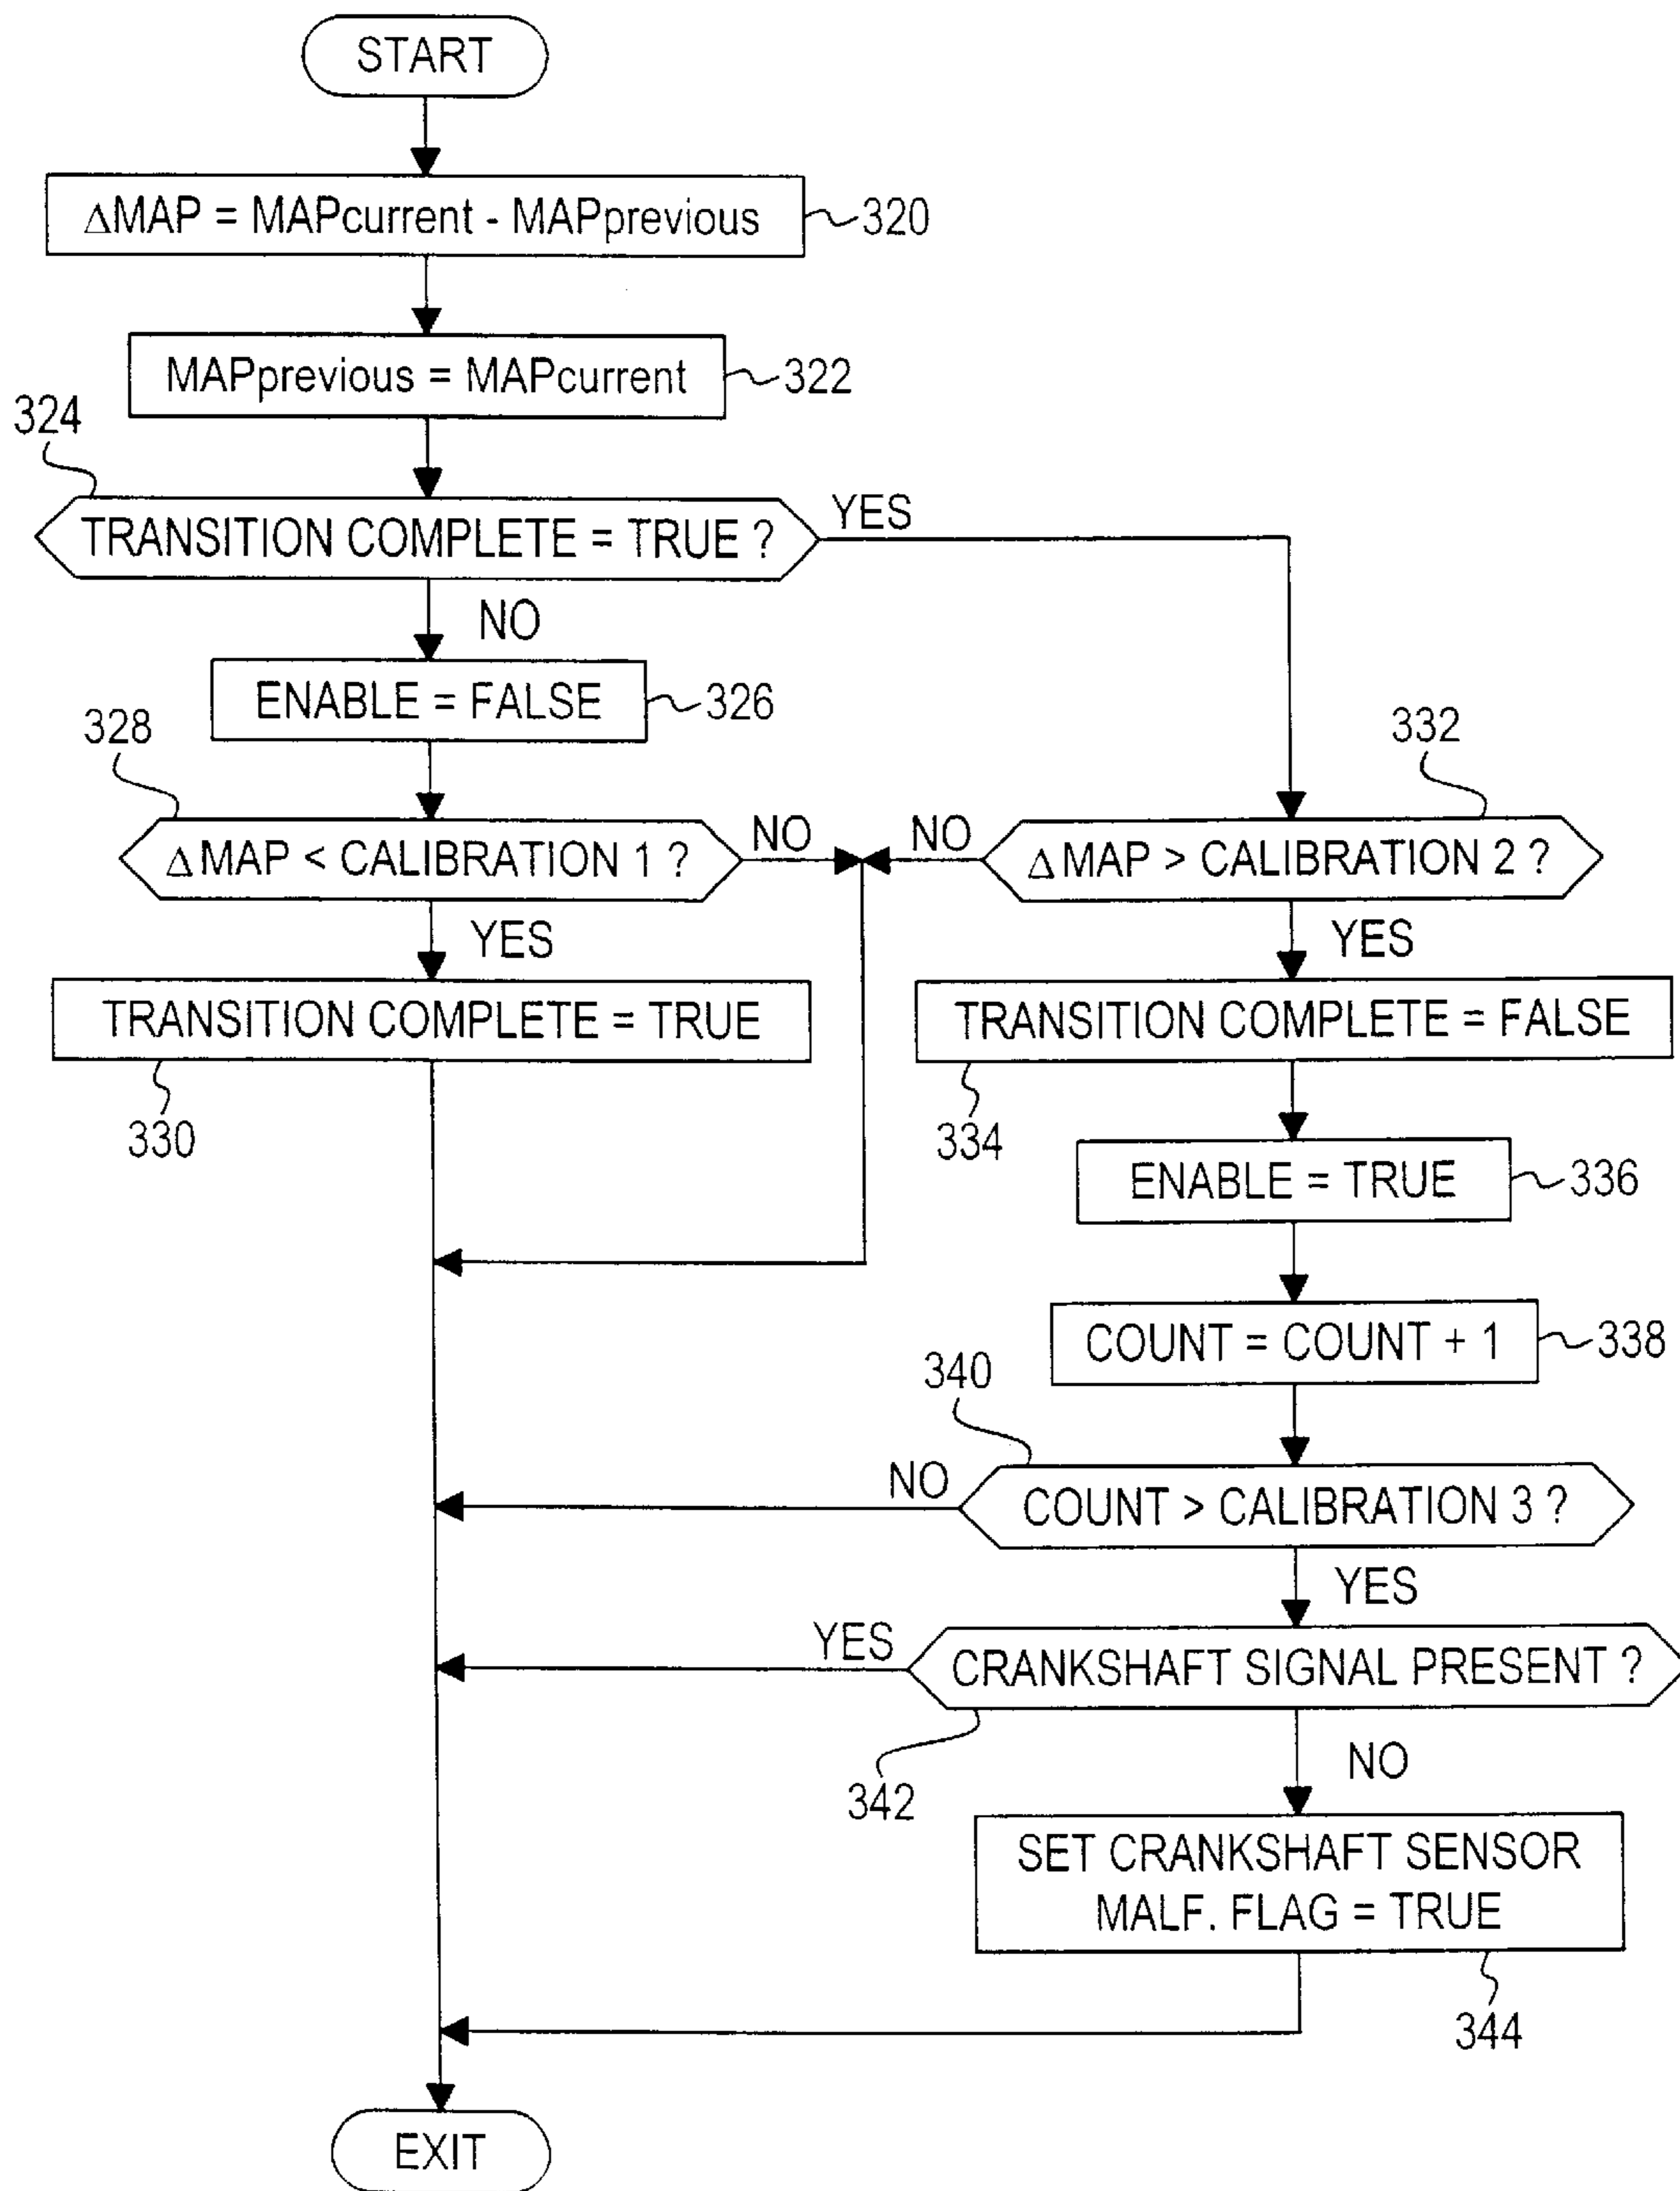 START
ΔMAP = MAPcurrent - MAPprevious
320
MAPprevious = MAPcurrent
322
324
TRANSITION COMPLETE = TRUE ?
YES
NO
ENABLE = FALSE
326
328
332
ΔMAP < CALIBRATION 1 ?
NO
NO
ΔMAP > CALIBRATION 2 ?
YES
YES
TRANSITION COMPLETE = TRUE
TRANSITION COMPLETE = FALSE
330
334
ENABLE = TRUE
336
COUNT = COUNT + 1
338
340
NO
COUNT > CALIBRATION 3 ?
YES
YES
CRANKSHAFT SIGNAL PRESENT ?
342
NO
SET CRANKSHAFT SENSOR
MALF. FLAG = TRUE
344
EXIT